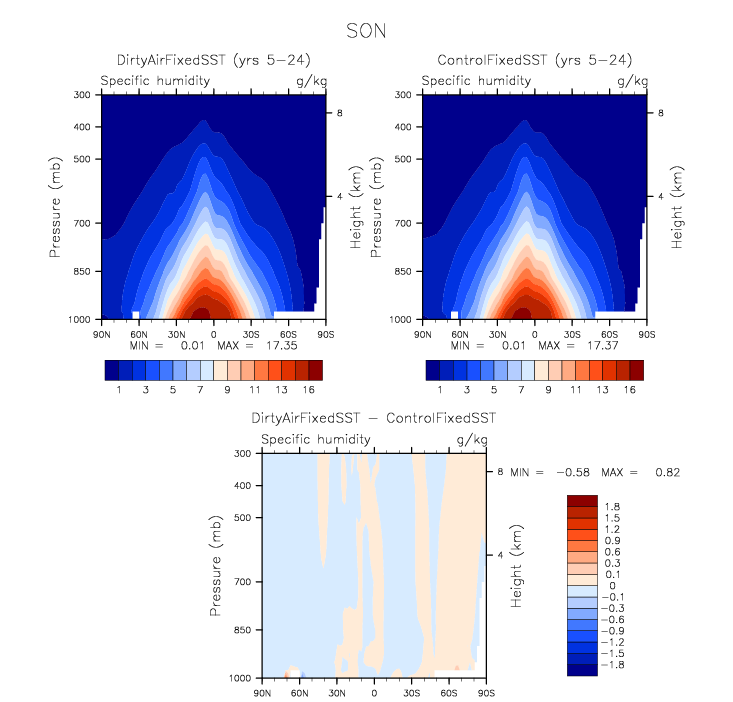 SON
DirtyAirFixedSST (yrs 5-24)
Specific humidity g/kg
300
400
500
700
850
1000
Pressure (mb)
8
4
Height (km)
90N 60N 30N 0 30S 60S 90S
MIN = 0.01 MAX = 17.35
1 3 5 7 9 11 13 16
ControlFixedSST (yrs 5-24)
Specific humidity g/kg
300
400
500
700
850
1000
Pressure (mb)
8
4
Height (km)
90N 60N 30N 0 30S 60S 90S
MIN = 0.01 MAX = 17.37
1 3 5 7 9 11 13 16
DirtyAirFixedSST - ControlFixedSST
Specific humidity g/kg
300
400
500
700
850
1000
Pressure (mb)
8
4
Height (km)
90N 60N 30N 0 30S 60S 90S
MIN = -0.58 MAX = 0.82
1.8
1.5
1.2
0.9
0.6
0.3
0.1
0
-0.1
-0.3
-0.6
-0.9
-1.2
-1.5
-1.8